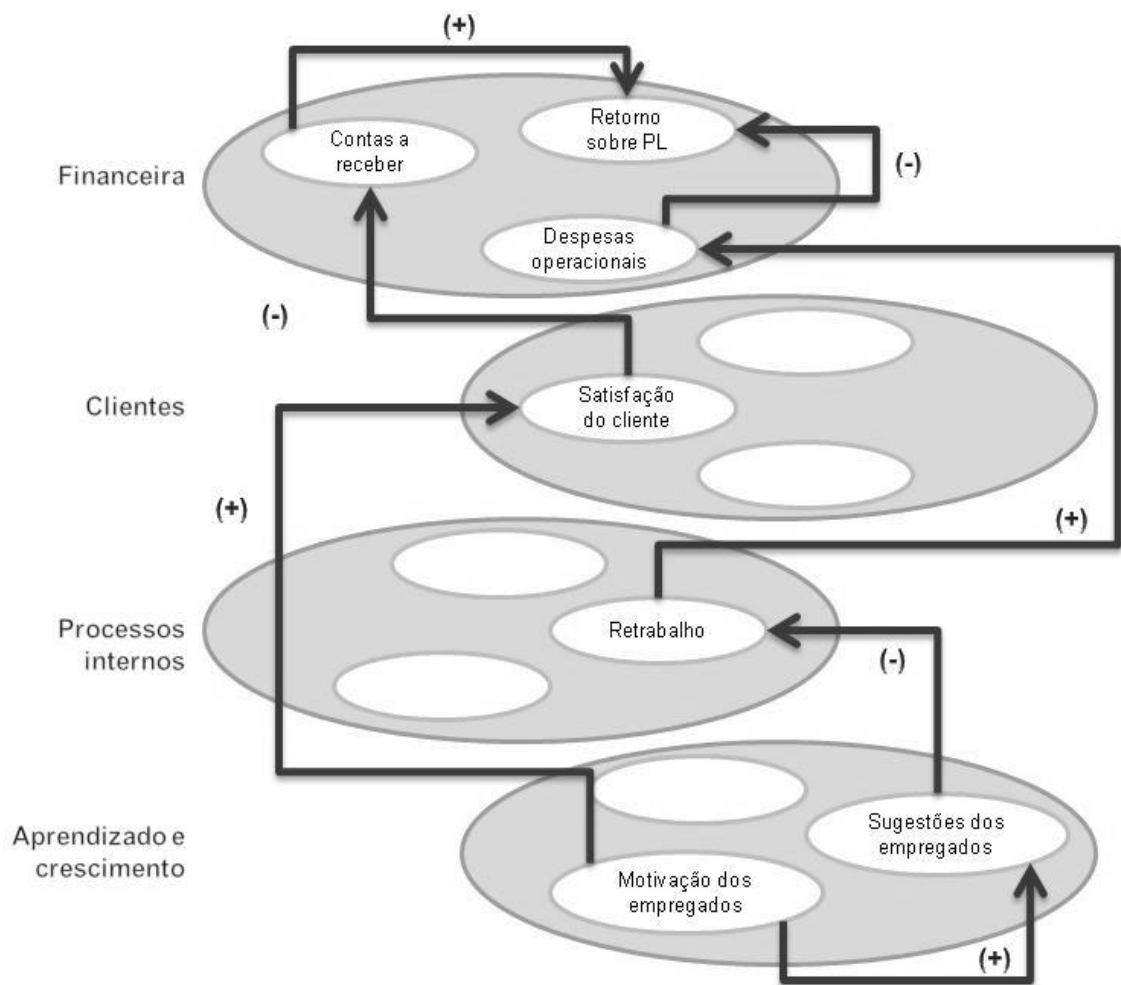 (+)
Retorno
sobre PL
Contas a
receber
(-)
Financeira
Despesas
operacionais
(-)
Satisfação
do cliente
Clientes
(+)
(+)
Processos
internos
Retrabalho
(-)
Sugestões dos
empregados
Aprendizado e
crescimento
Motivação dos
empregados
(+)